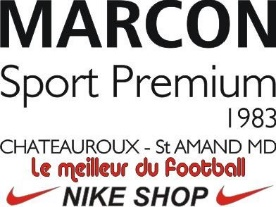 MARCON
Sport Premium
1983
CHATEAUROUX - St AMAND MD
Le meilleur du football
NIKE SHOP